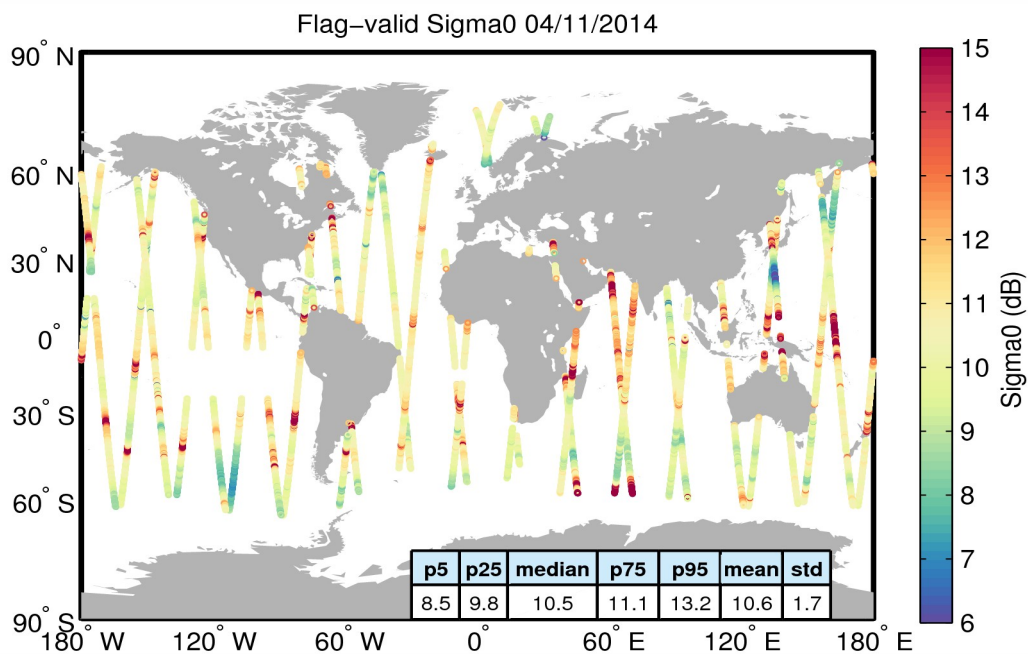 Flag−valid Sigma0 04/11/2014
90° N
60° N
30° N
0°
30° S
60° S
90° S
180° W
120° W
60° W
0°
60° E
120° E
180° E
p5 p25 median p75 p95 mean std
8.5 9.8 10.5 11.1 13.2 10.6 1.7
15
14
13
12
11
10
9
8
7
6
Sigma0 (dB)